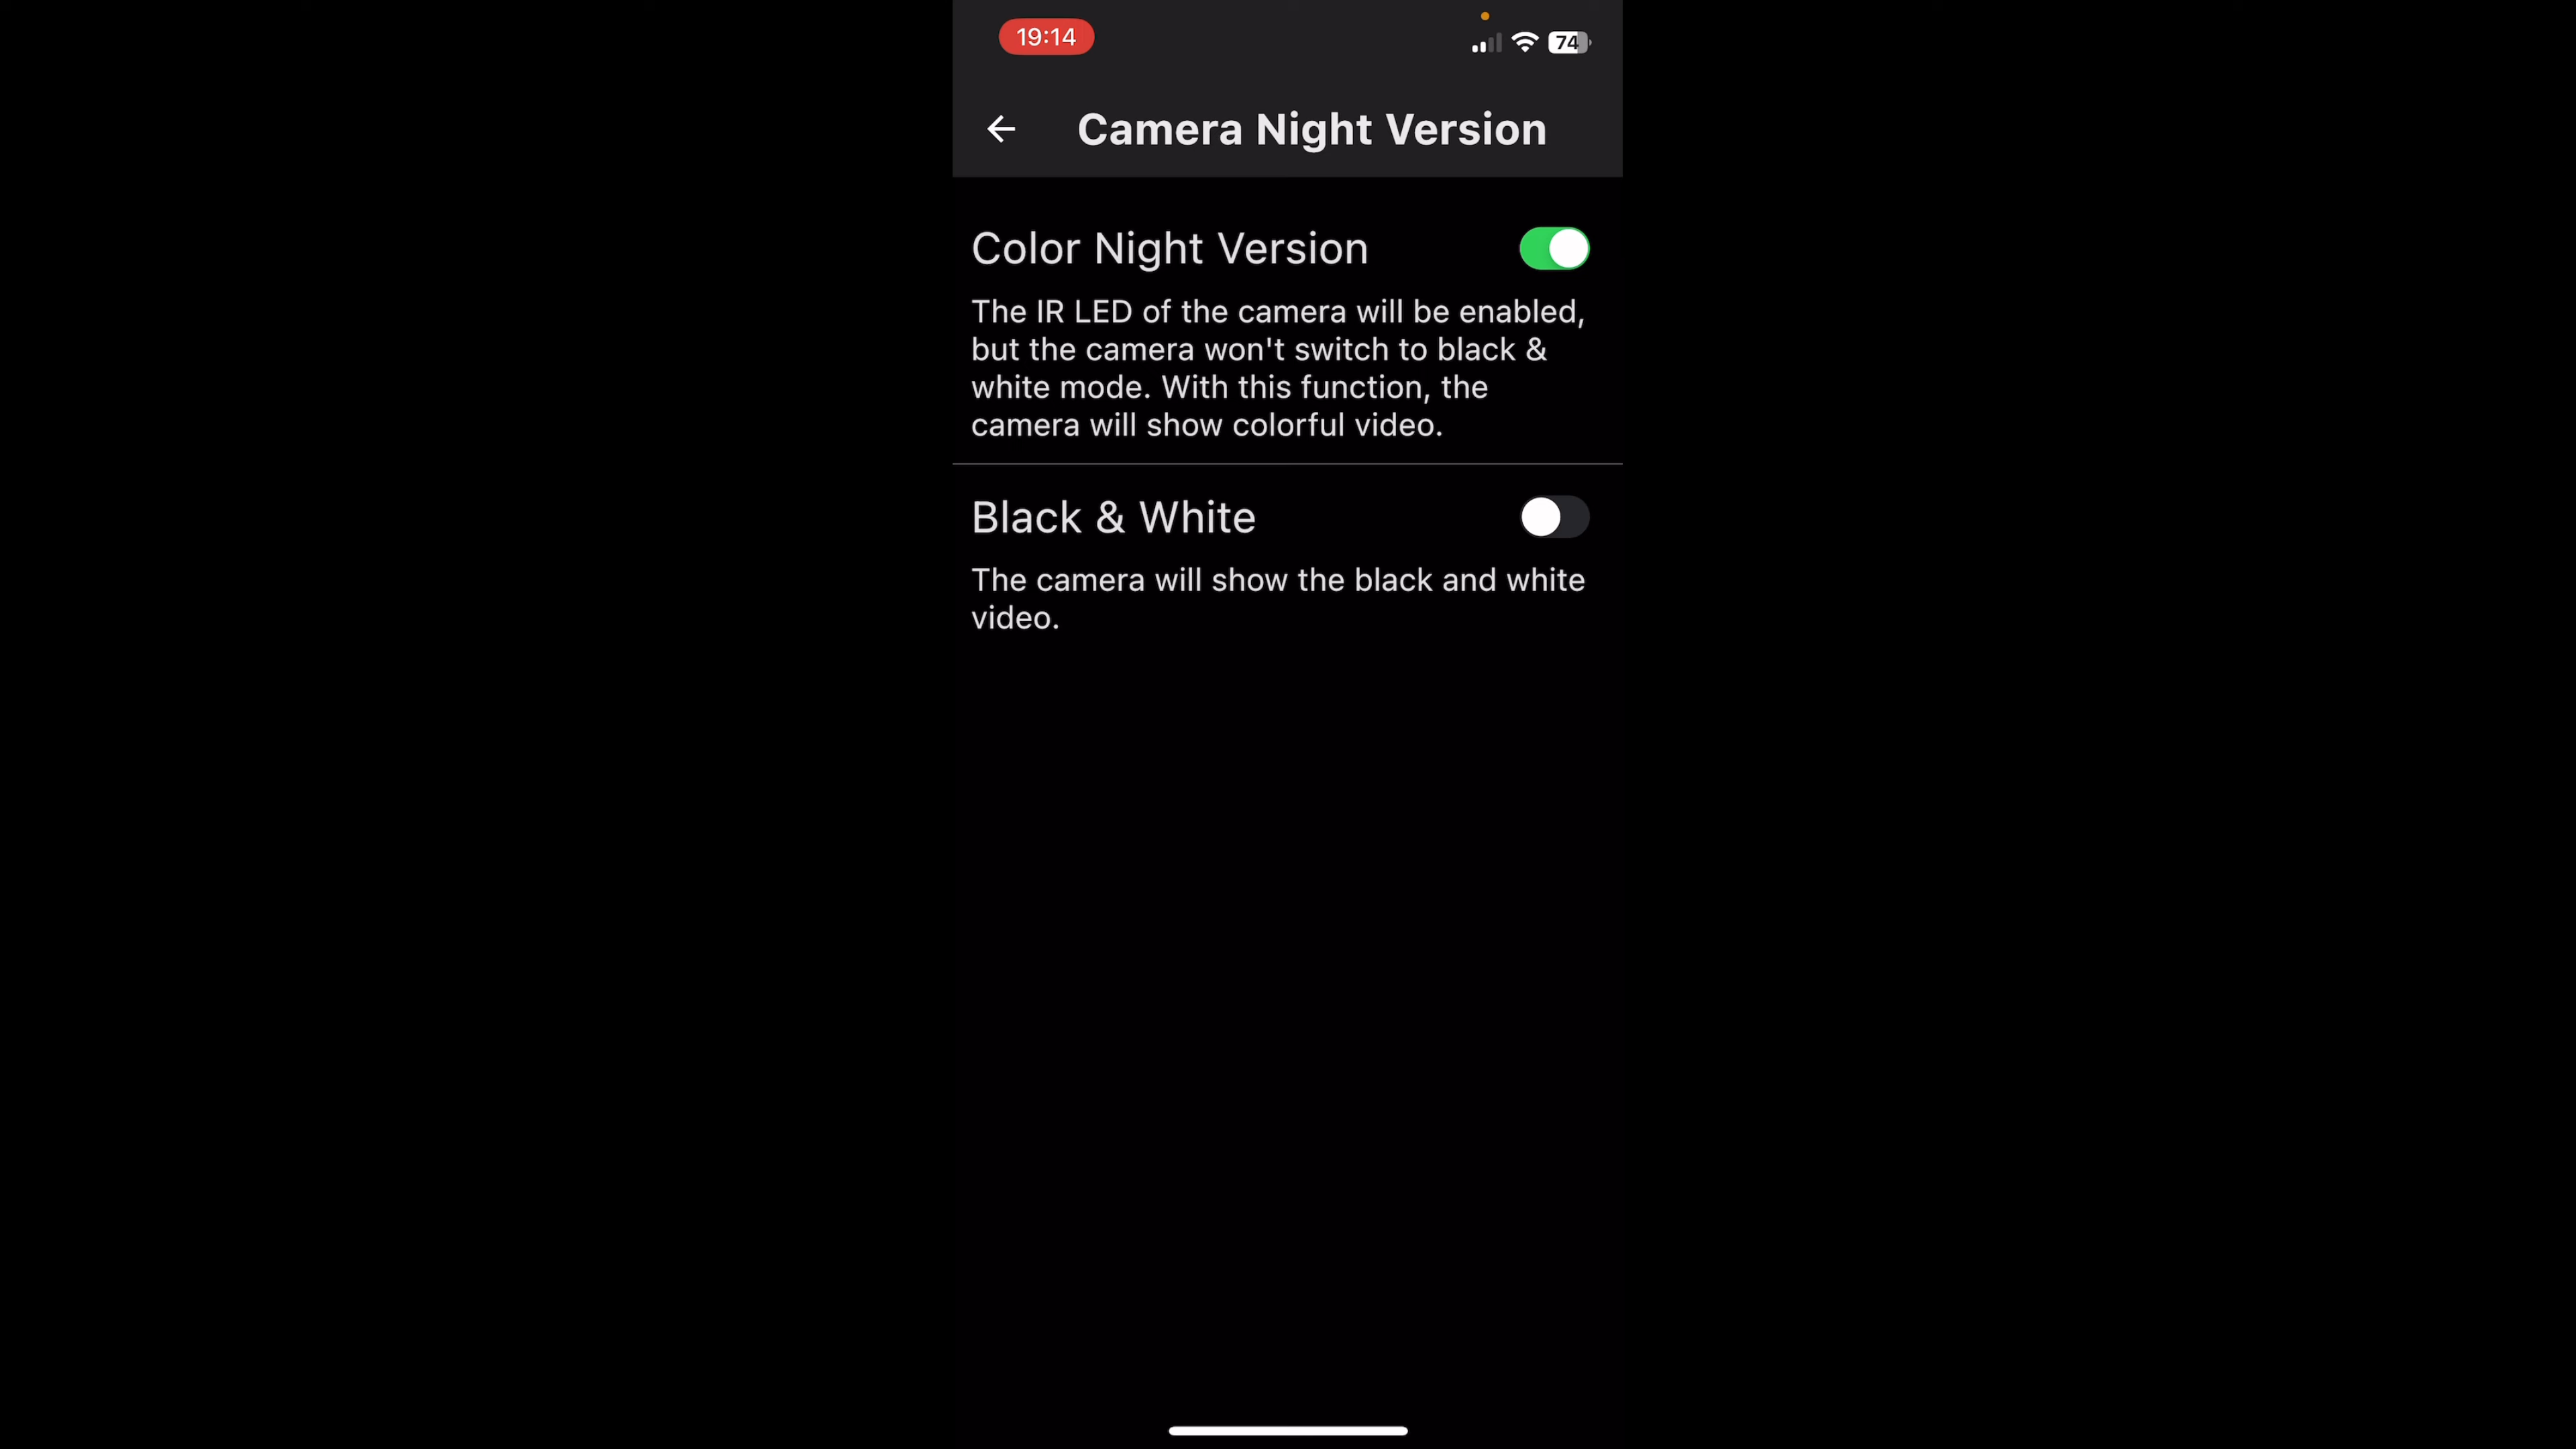 19:14
74
Camera Night Version
Color Night Version
The IR LED of the camera will be enabled,
but the camera won't switch to black &
white mode. With this function, the
camera will show colorful video.
Black & White
The camera will show the black and white
video.